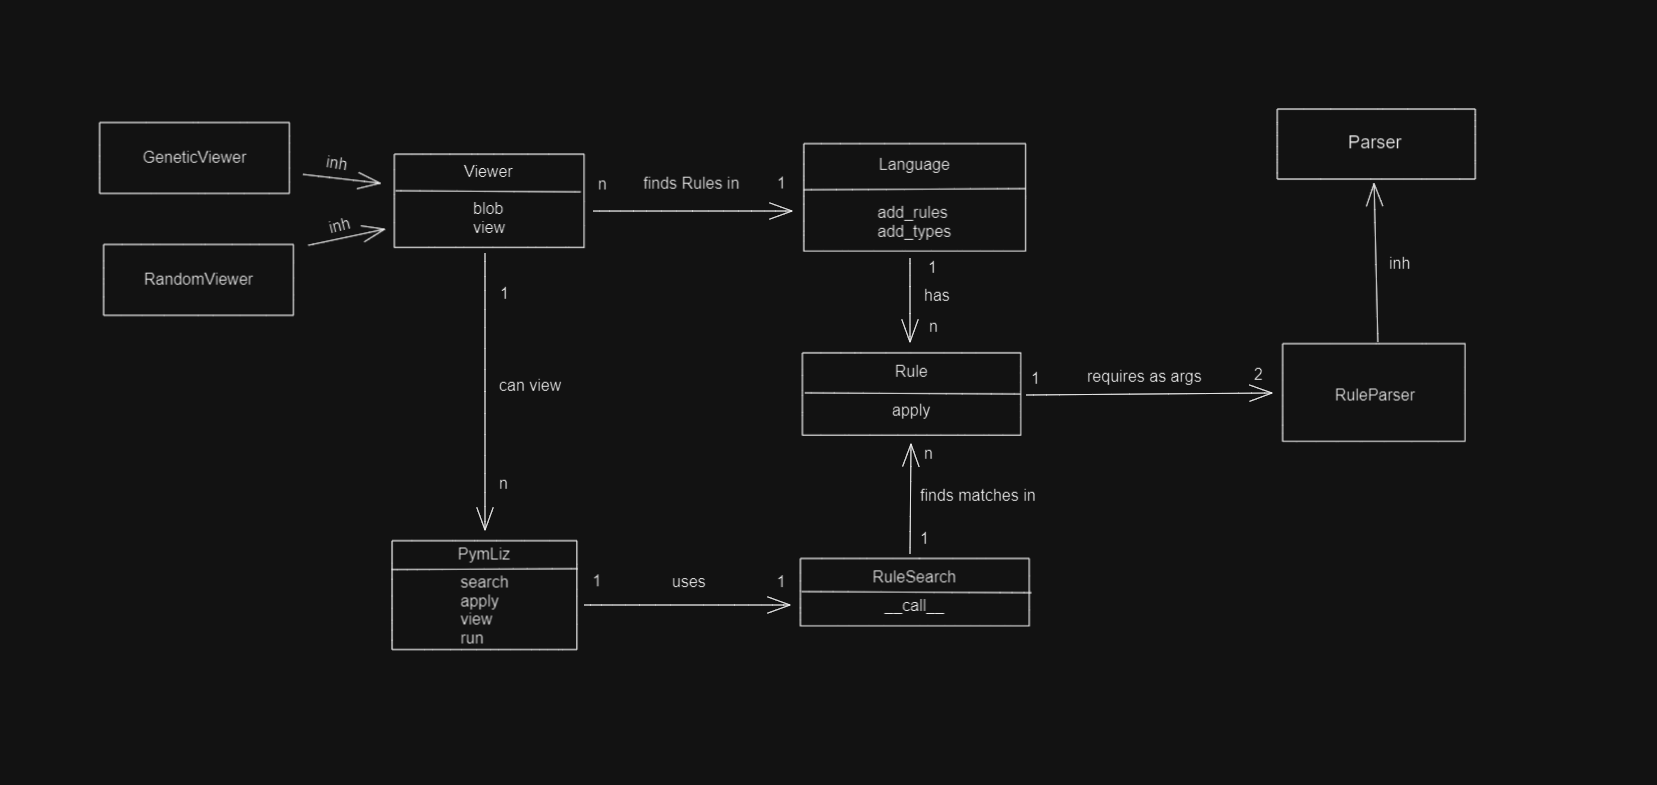 GeneticViewer
inh
RandomViewer
inh
Viewer
blob
view
n finds Rules in 1
Language
add_rules
add_types
1
has
n
Parser
inh
RuleParser
Rule
apply
1 requires as args 2
1
can view
n
n
finds matches in
1
PymLiz
search
apply
view
run
1 uses 1
RuleSearch
__call__